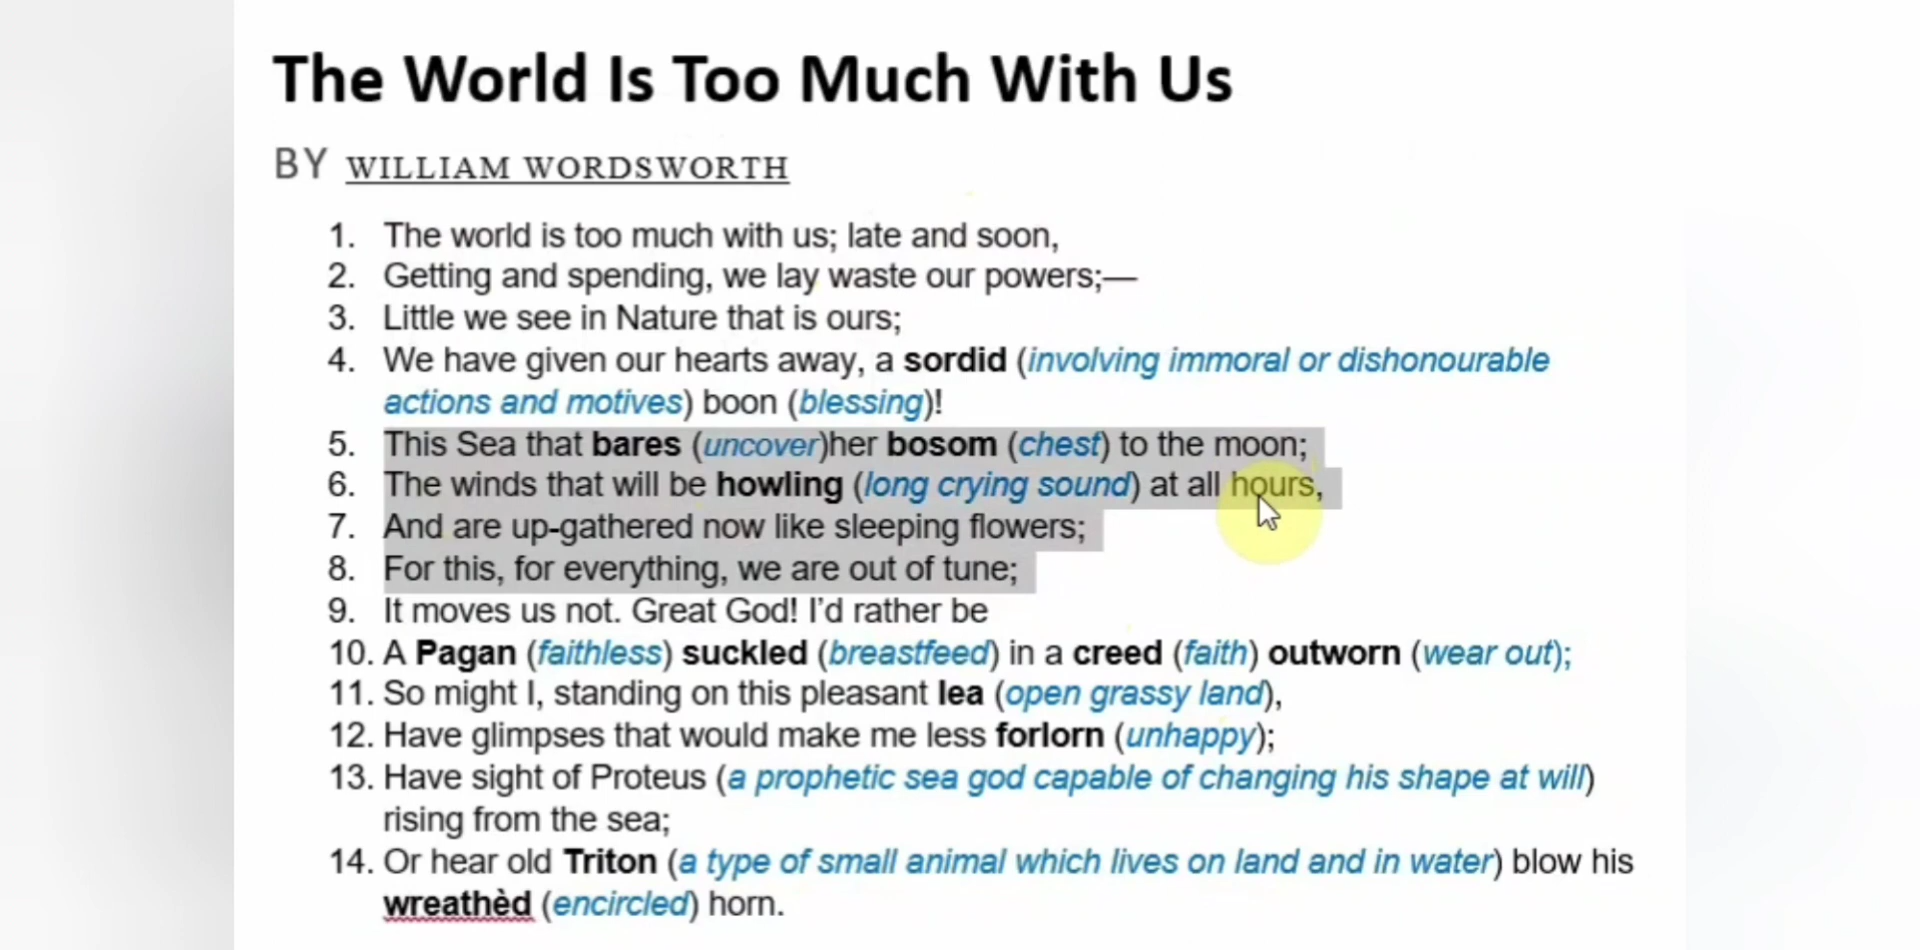 The World Is Too Much With Us
BY WILLIAM WORDSWORTH
1. The world is too much with us; late and soon,
2. Getting and spending, we lay waste our powers;—
3. Little we see in Nature that is ours;
4. We have given our hearts away, a sordid (involving immoral or dishonourable
actions and motives) boon (blessing)!
5. This Sea that bares (uncover)her bosom (chest) to the moon;
6. The winds that will be howling (long crying sound) at all hours,
7. And are up-gathered now like sleeping flowers;
8. For this, for everything, we are out of tune;
9. It moves us not. Great God! I'd rather be
10. A Pagan (faithless) suckled (breastfeed) in a creed (faith) outworn (wear out);
11. So might I, standing on this pleasant lea (open grassy land),
12. Have glimpses that would make me less forlorn (unhappy);
13. Have sight of Proteus (a prophetic sea god capable of changing his shape at will)
rising from the sea;
14. Or hear old Triton (a type of small animal which lives on land and in water) blow his
wreathèd (encircled) horn.